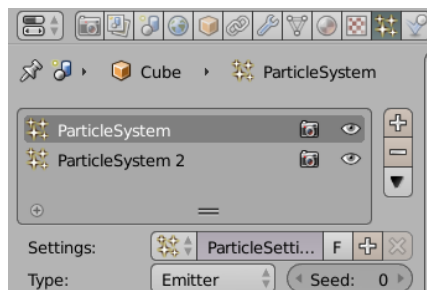 Cube ParticleSystem
ParticleSystem
ParticleSystem 2
Settings: ParticleSetti... F
Type: Emitter Seed: 0